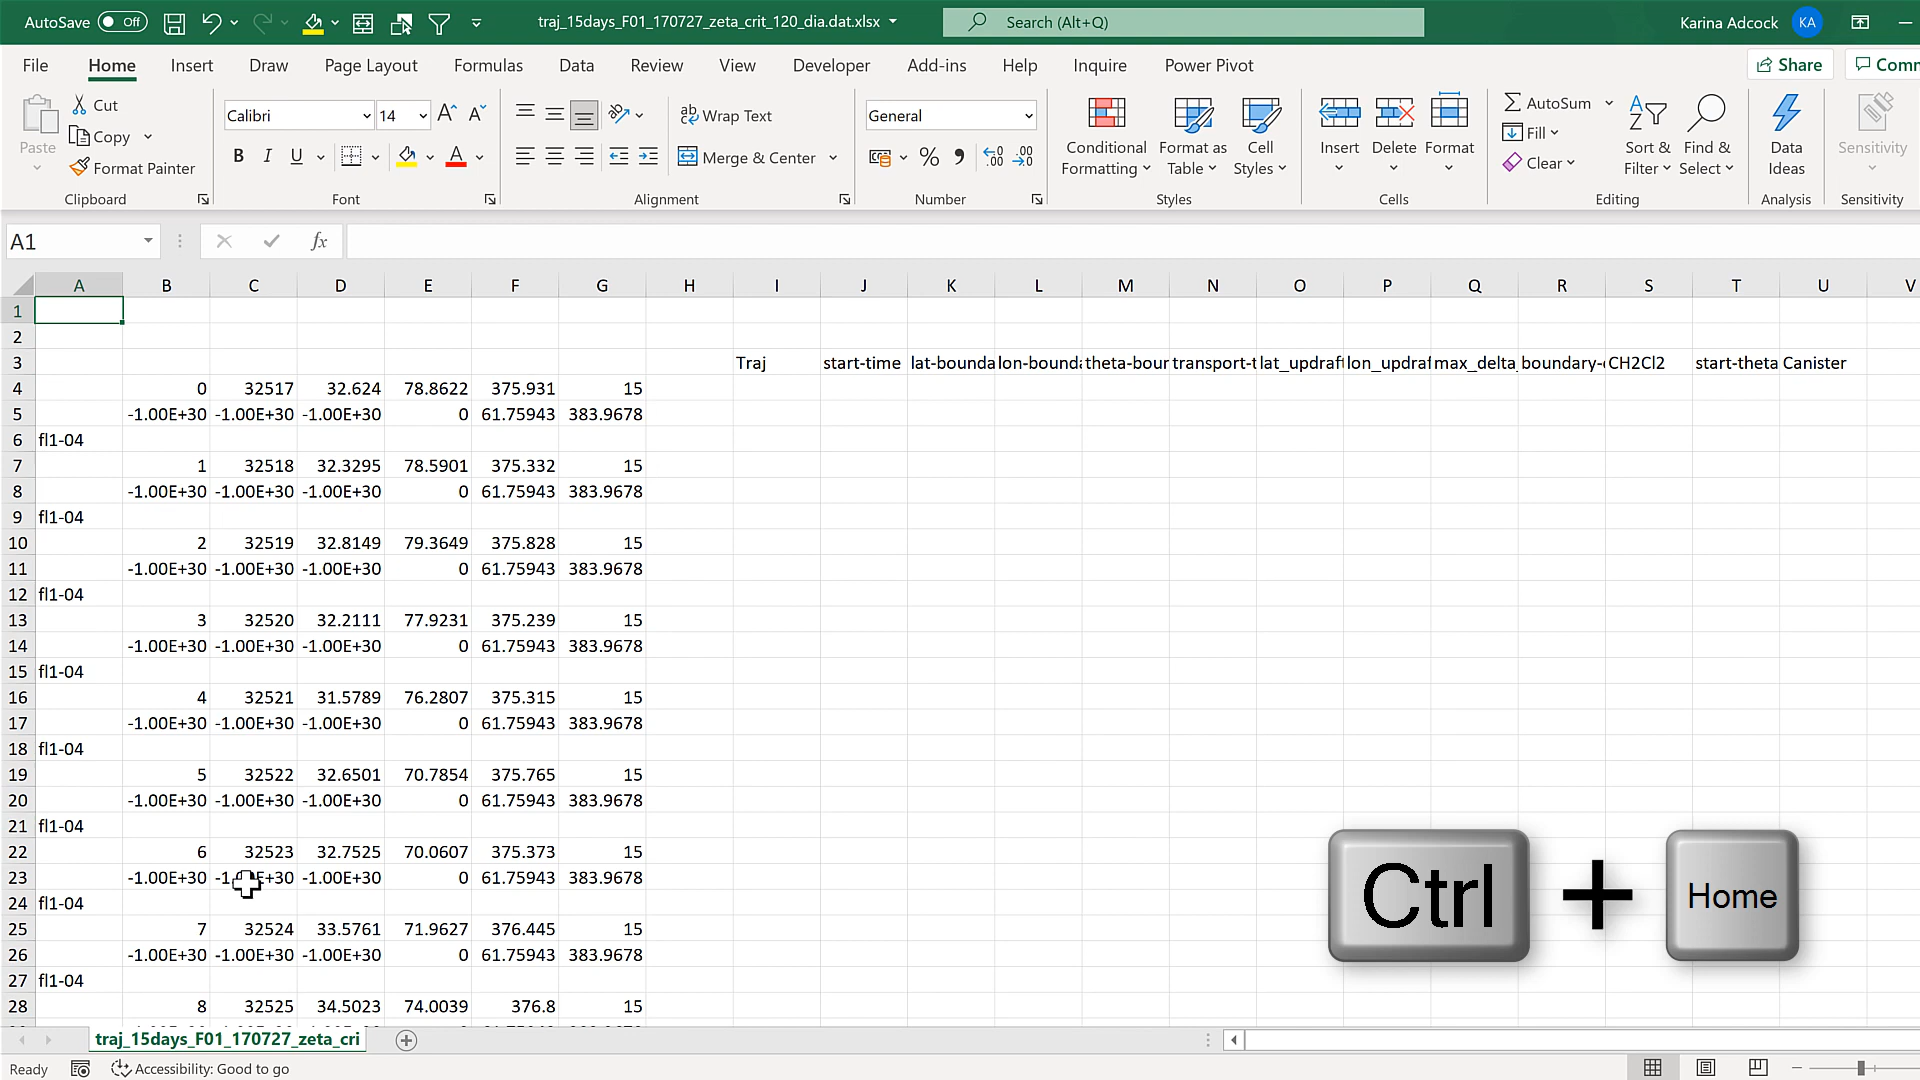 AutoSave Off traj_15days_F01_170727_zeta_crit_120_dia.dat.xlsx Search (Alt+Q) Karina Adcock KA
File Home Insert Draw Page Layout Formulas Data Review View Developer Add-ins Help Inquire Power Pivot Share Comm
Paste Cut Copy Format Painter Calibri 14 Wrap Text Merge & Center General
B I U
Conditional Formatting Format as Table Cell Styles Insert Delete Format AutoSum Fill Clear Sort & Filter Find & Select Data Ideas Sensitivity
Clipboard Font Alignment Number Styles Cells Editing Analysis Sensitivity
A1 fx
A B C D E F G H I J K L M N O P Q R S T U V
1
2
3 Traj start-time lat-bounda lon-bounda theta-bour transport-t lat_updraft lon_updraf max_delta_ boundary- CH2Cl2 start-theta Canister
4 0 32517 32.624 78.8622 375.931 15
5 -1.00E+30 -1.00E+30 -1.00E+30 0 61.75943 383.9678
6 fl1-04
7 1 32518 32.3295 78.5901 375.332 15
8 -1.00E+30 -1.00E+30 -1.00E+30 0 61.75943 383.9678
9 fl1-04
10 2 32519 32.8149 79.3649 375.828 15
11 -1.00E+30 -1.00E+30 -1.00E+30 0 61.75943 383.9678
12 fl1-04
13 3 32520 32.2111 77.9231 375.239 15
14 -1.00E+30 -1.00E+30 -1.00E+30 0 61.75943 383.9678
15 fl1-04
16 4 32521 31.5789 76.2807 375.315 15
17 -1.00E+30 -1.00E+30 -1.00E+30 0 61.75943 383.9678
18 fl1-04
19 5 32522 32.6501 70.7854 375.765 15
20 -1.00E+30 -1.00E+30 -1.00E+30 0 61.75943 383.9678
21 fl1-04
22 6 32523 32.7525 70.0607 375.373 15
23 -1.00E+30 -1.00E+30 0 61.75943 383.9678
24 fl1-04
25 7 32524 33.5761 71.9627 376.445 15
26 -1.00E+30 -1.00E+30 -1.00E+30 0 61.75943 383.9678
27 fl1-04
28 8 32525 34.5023 74.0039 376.8 15
Ctrl + Home
traj_15days_F01_170727_zeta_cri
Ready Accessibility: Good to go